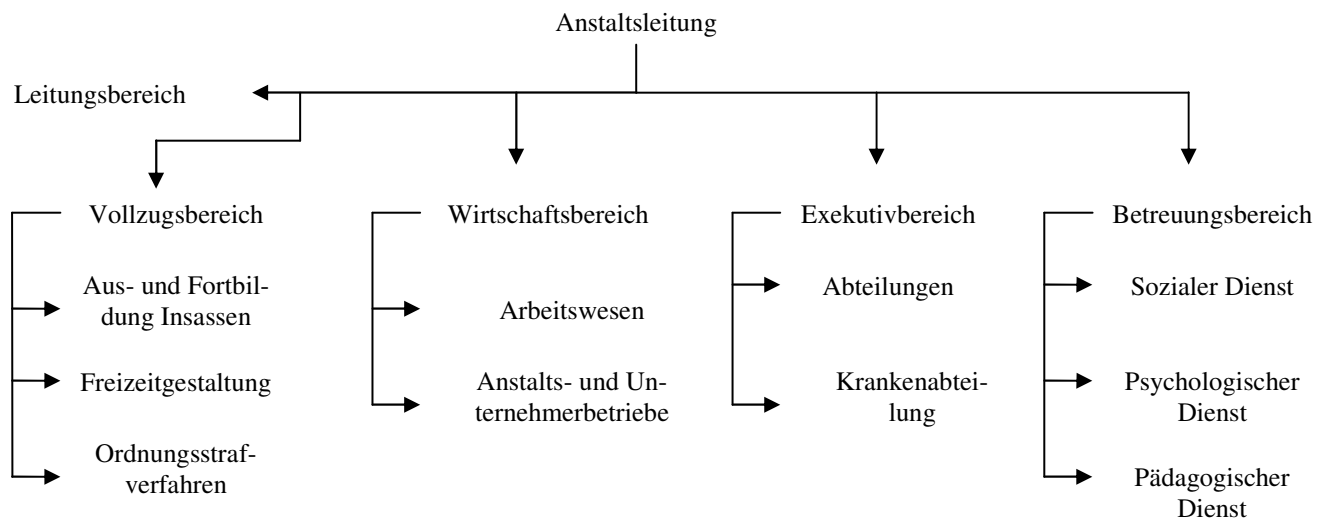 Anstaltsleitung
Leitungsbereich
Vollzugsbereich
Aus- und Fortbil-
dung Insassen
Freizeitgestaltung
Ordnungsstraf-
verfahren
Wirtschaftsbereich
Arbeitswesen
Anstalts- und Un-
ternehmerbetriebe
Exekutivbereich
Abteilungen
Krankenabtei-
lung
Betreuungsbereich
Sozialer Dienst
Psychologischer
Dienst
Pädagogischer
Dienst